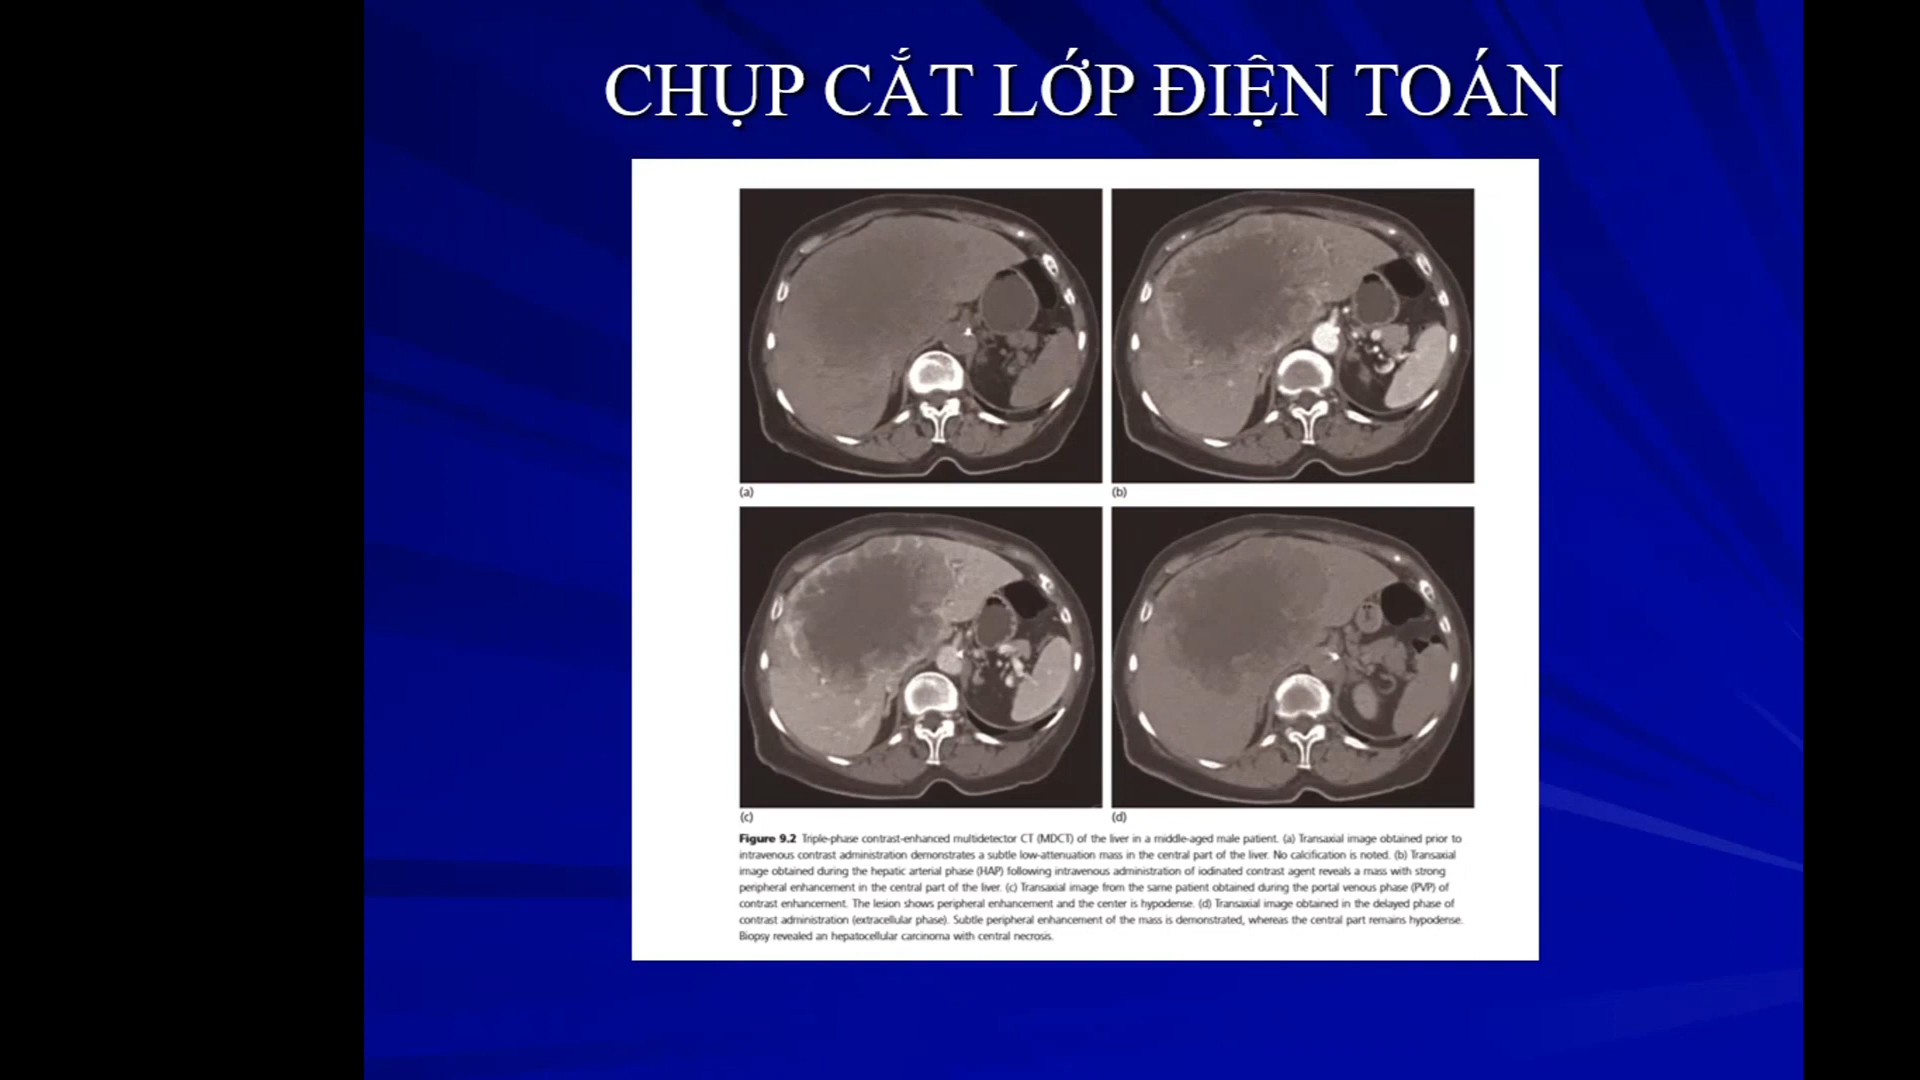 CHỤP CẮT LỚP ĐIỆN TOÁN
(a)
(b)
(c)
(d)
Figure 9.2 Triple-phase contrast-enhanced multidetector CT (MDCT) of the liver in a middle-aged male patient. (a) Transaxial image obtained prior to
intravenous contrast administration demonstrates a subtle low-attenuation mass in the central part of the liver. No calcification is noted. (b) Transaxial
image obtained during the hepatic arterial phase (HAP) following intravenous administration of iodinated contrast agent reveals a mass with strong
peripheral enhancement in the central part of the liver. (c) Transaxial image from the same patient obtained during the portal venous phase (PVP) of
contrast enhancement. The lesion shows peripheral enhancement and the center is hypodense. (d) Transaxial image obtained in the delayed phase of
contrast administration (extracellular phase). Subtle peripheral enhancement of the mass is demonstrated, whereas the central part remains hypodense.
Biopsy revealed an hepatocellular carcinoma with central necrosis.